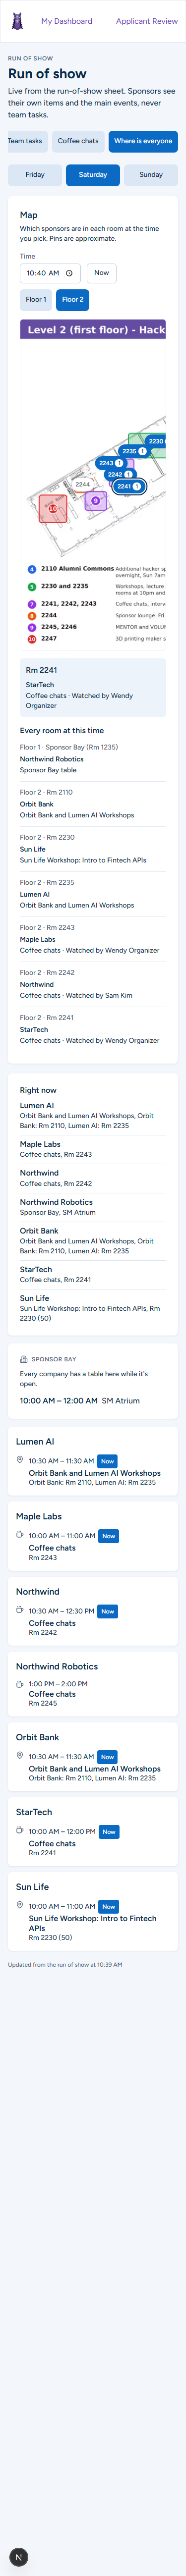 My Dashboard
Applicant Review
RUN OF SHOW
Run of show
Live from the run-of-show sheet. Sponsors see
their own items and the main events, never
team tasks.
Team tasks
Coffee chats
Where is everyone
Friday
Saturday
Sunday
Map
Which sponsors are in each room at the time
you pick. Pins are approximate.
Time
10:40 AM
Now
Floor 1
Floor 2
Level 2 (first floor) - Hack
2230
2235 1
2243 1
2242 1
2241 1
2244
9
10
4 2110 Alumni Commons Additional hacker sp
overnight, Sun 7am
5 2230 and 2235 Workshops, lecture
rooms at 10pm and
7 2241, 2242, 2243 Coffee chats, interv
8 2244 Sponsor lounge. Fri
9 2245, 2246 MENTOR and VOLUN
10 2247 3D printing maker s
Rm 2241
StarTech
Coffee chats · Watched by Wendy
Organizer
Every room at this time
Floor 1 · Sponsor Bay (Rm 1235)
Northwind Robotics
Sponsor Bay table
Floor 2 · Rm 2110
Orbit Bank
Orbit Bank and Lumen AI Workshops
Floor 2 · Rm 2230
Sun Life
Sun Life Workshop: Intro to Fintech APIs
Floor 2 · Rm 2235
Lumen AI
Orbit Bank and Lumen AI Workshops
Floor 2 · Rm 2243
Maple Labs
Coffee chats · Watched by Wendy Organizer
Floor 2 · Rm 2242
Northwind
Coffee chats · Watched by Sam Kim
Floor 2 · Rm 2241
StarTech
Coffee chats · Watched by Wendy Organizer
Right now
Lumen AI
Orbit Bank and Lumen AI Workshops, Orbit
Bank: Rm 2110, Lumen AI: Rm 2235
Maple Labs
Coffee chats, Rm 2243
Northwind
Coffee chats, Rm 2242
Northwind Robotics
Sponsor Bay, SM Atrium
Orbit Bank
Orbit Bank and Lumen AI Workshops, Orbit
Bank: Rm 2110, Lumen AI: Rm 2235
StarTech
Coffee chats, Rm 2241
Sun Life
Sun Life Workshop: Intro to Fintech APIs, Rm
2230 (50)
SPONSOR BAY
Every company has a table here while it's
open.
10:00 AM – 12:00 AM SM Atrium
Lumen AI
10:30 AM – 11:30 AM Now
Orbit Bank and Lumen AI Workshops
Orbit Bank: Rm 2110, Lumen AI: Rm 2235
Maple Labs
10:00 AM – 11:00 AM Now
Coffee chats
Rm 2243
Northwind
10:30 AM – 12:30 PM Now
Coffee chats
Rm 2242
Northwind Robotics
1:00 PM – 2:00 PM
Coffee chats
Rm 2245
Orbit Bank
10:30 AM – 11:30 AM Now
Orbit Bank and Lumen AI Workshops
Orbit Bank: Rm 2110, Lumen AI: Rm 2235
StarTech
10:00 AM – 12:00 PM Now
Coffee chats
Rm 2241
Sun Life
10:00 AM – 11:00 AM Now
Sun Life Workshop: Intro to Fintech
APIs
Rm 2230 (50)
Updated from the run of show at 10:39 AM
N